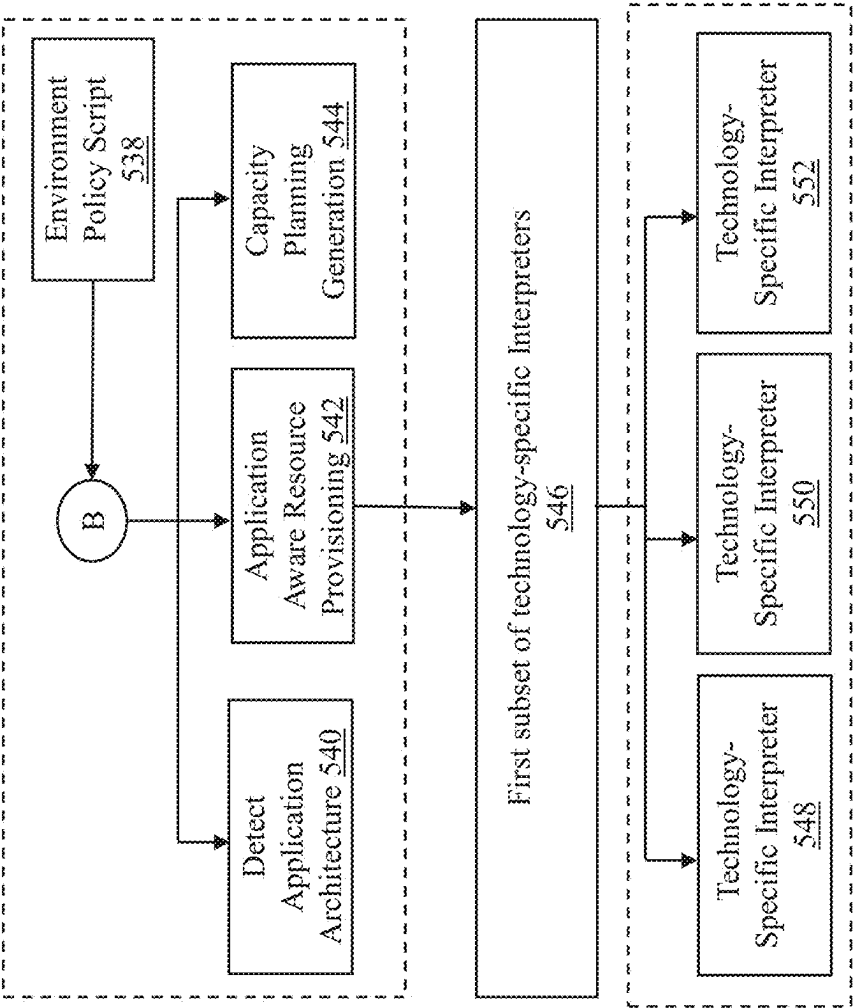 Environment
Policy Script
538
B
Detect
Application
Architecture 540
Application
Aware Resource
Provisioning 542
Capacity
Planning
Generation 544
First subset of technology-specific Interpreters
546
Technology-
Specific Interpreter
548
Technology-
Specific Interpreter
550
Technology-
Specific Interpreter
552